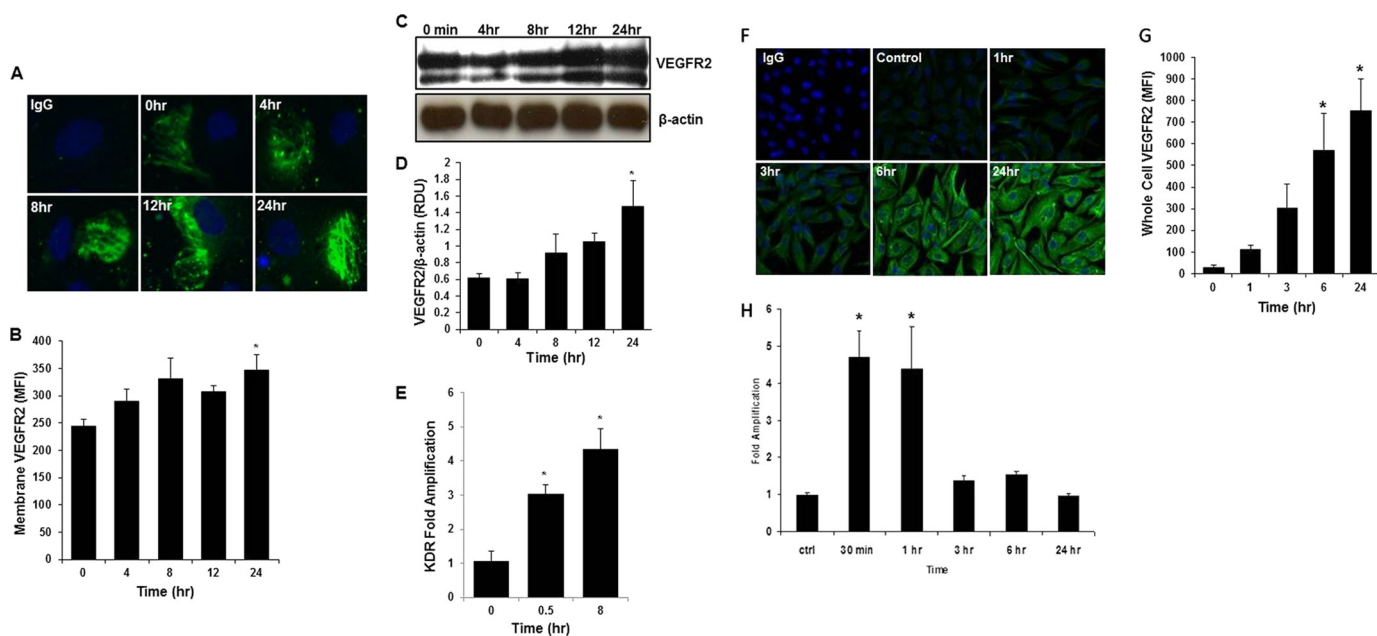 A
IgG
0hr
4hr
8hr
12hr
24hr
B
Membrane VEGFR2 (MFI)
400
350
300
250
200
150
100
50
0
*
0 4 8 12 24
Time (hr)
C
0 min 4hr 8hr 12hr 24hr
VEGFR2
β-actin
D
VEGFR2/β-actin (RDU)
2
1.8
1.6
1.4
1.2
1
0.8
0.6
0.4
0.2
0
*
0 4 8 12 24
Time (hr)
E
KDR Fold Amplification
6
5
4
3
2
1
0
*
*
0 0.5 8
Time (hr)
F
IgG
Control
1hr
3hr
6hr
24hr
G
Whole Cell VEGFR2 (MFI)
1000
900
800
700
600
500
400
300
200
100
0
*
*
0 1 3 6 24
Time (hr)
H
Fold Amplification
6
5
4
3
2
1
0
* *
ctrl 30 min 1 hr 3 hr 6 hr 24 hr
Time